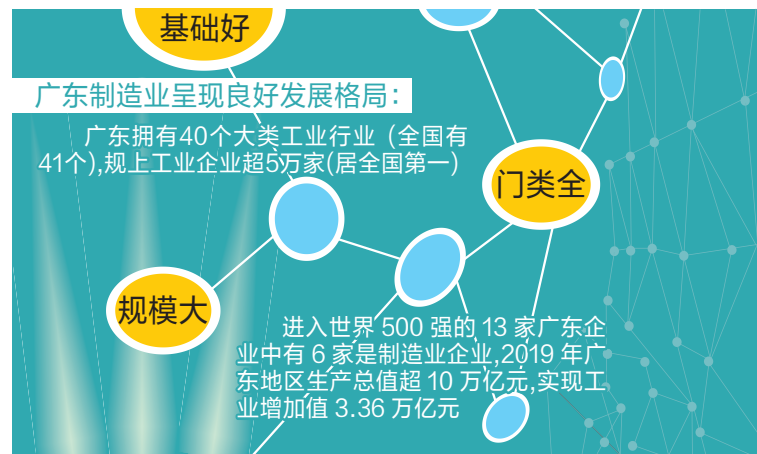 基础好
广东制造业呈现良好发展格局：
广东拥有40个大类工业行业（全国有
41个),规上工业企业超5万家(居全国第一)
门类全
规模大
进入世界 500 强的 13 家广东企
业中有 6 家是制造业企业,2019 年广
东地区生产总值超 10 万亿元,实现工
业增加值 3.36 万亿元